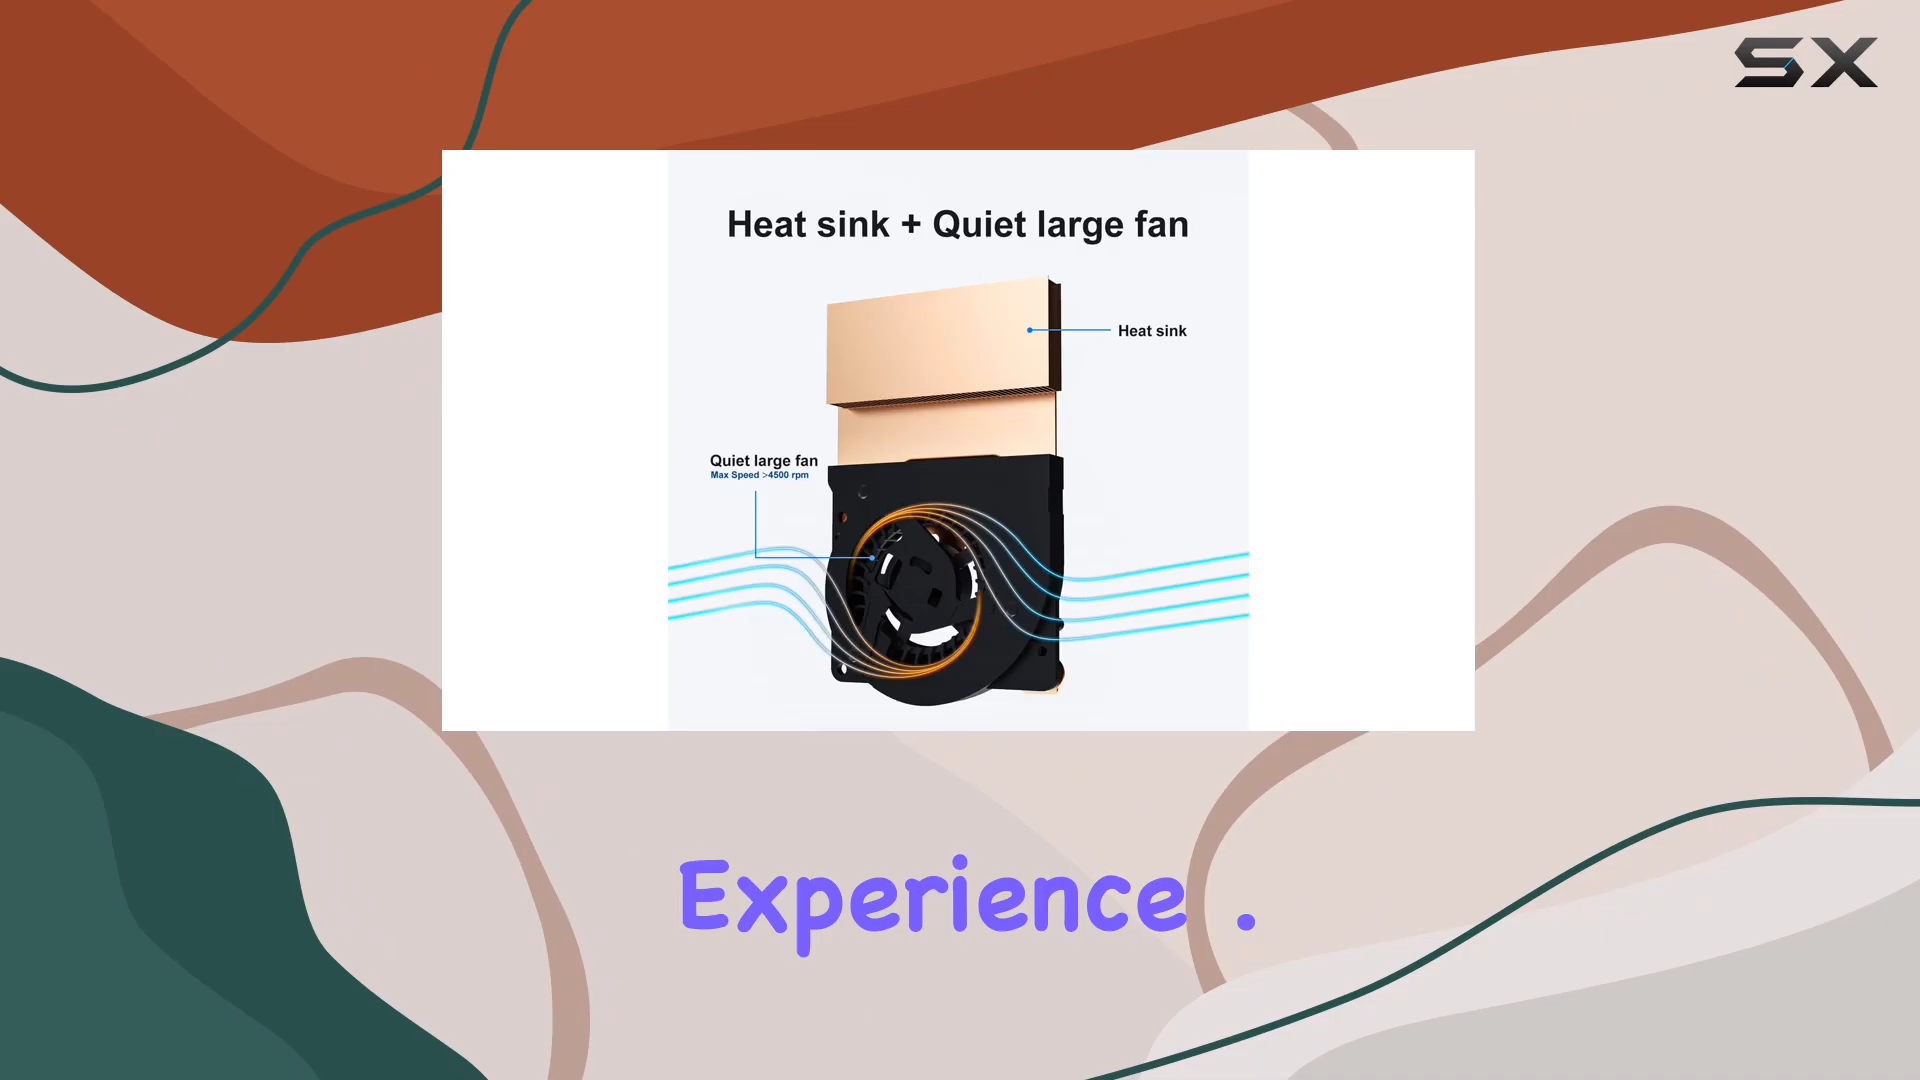 SX
Heat sink + Quiet large fan
Heat sink
Quiet large fan
Max Speed >4500 rpm
Experience .